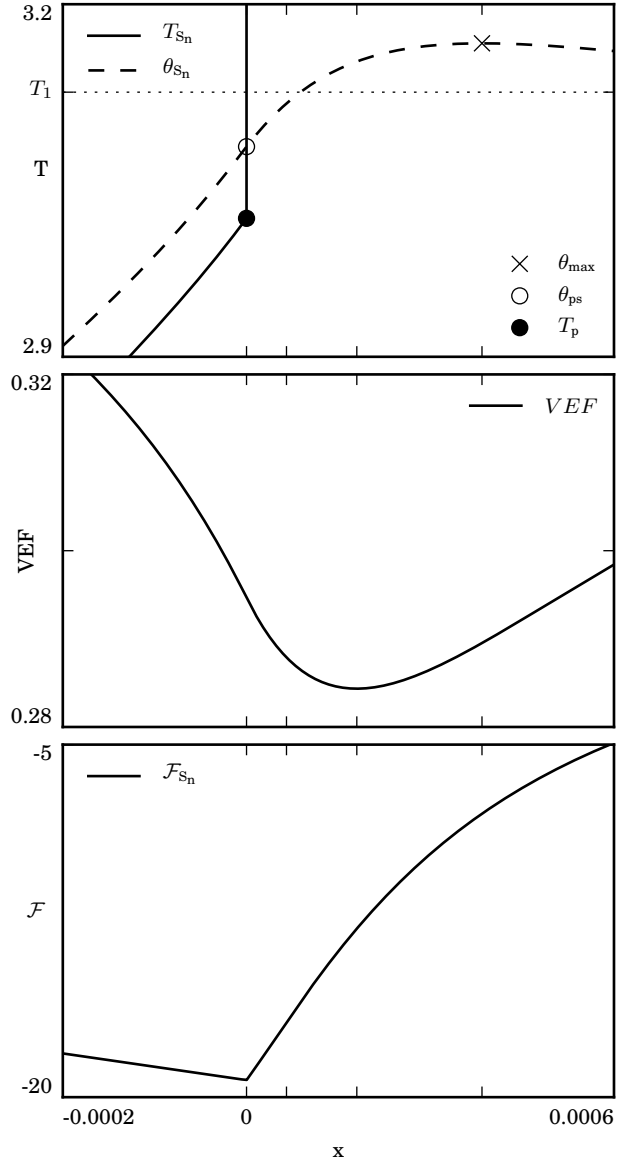 3.2
T_{S_n}
θ_{S_n}
T_1
T
θ_max
θ_ps
T_p
2.9
0.32
VEF
VEF
0.28
-5
ℱ_{S_n}
ℱ
-20
-0.0002 0 0.0006
x